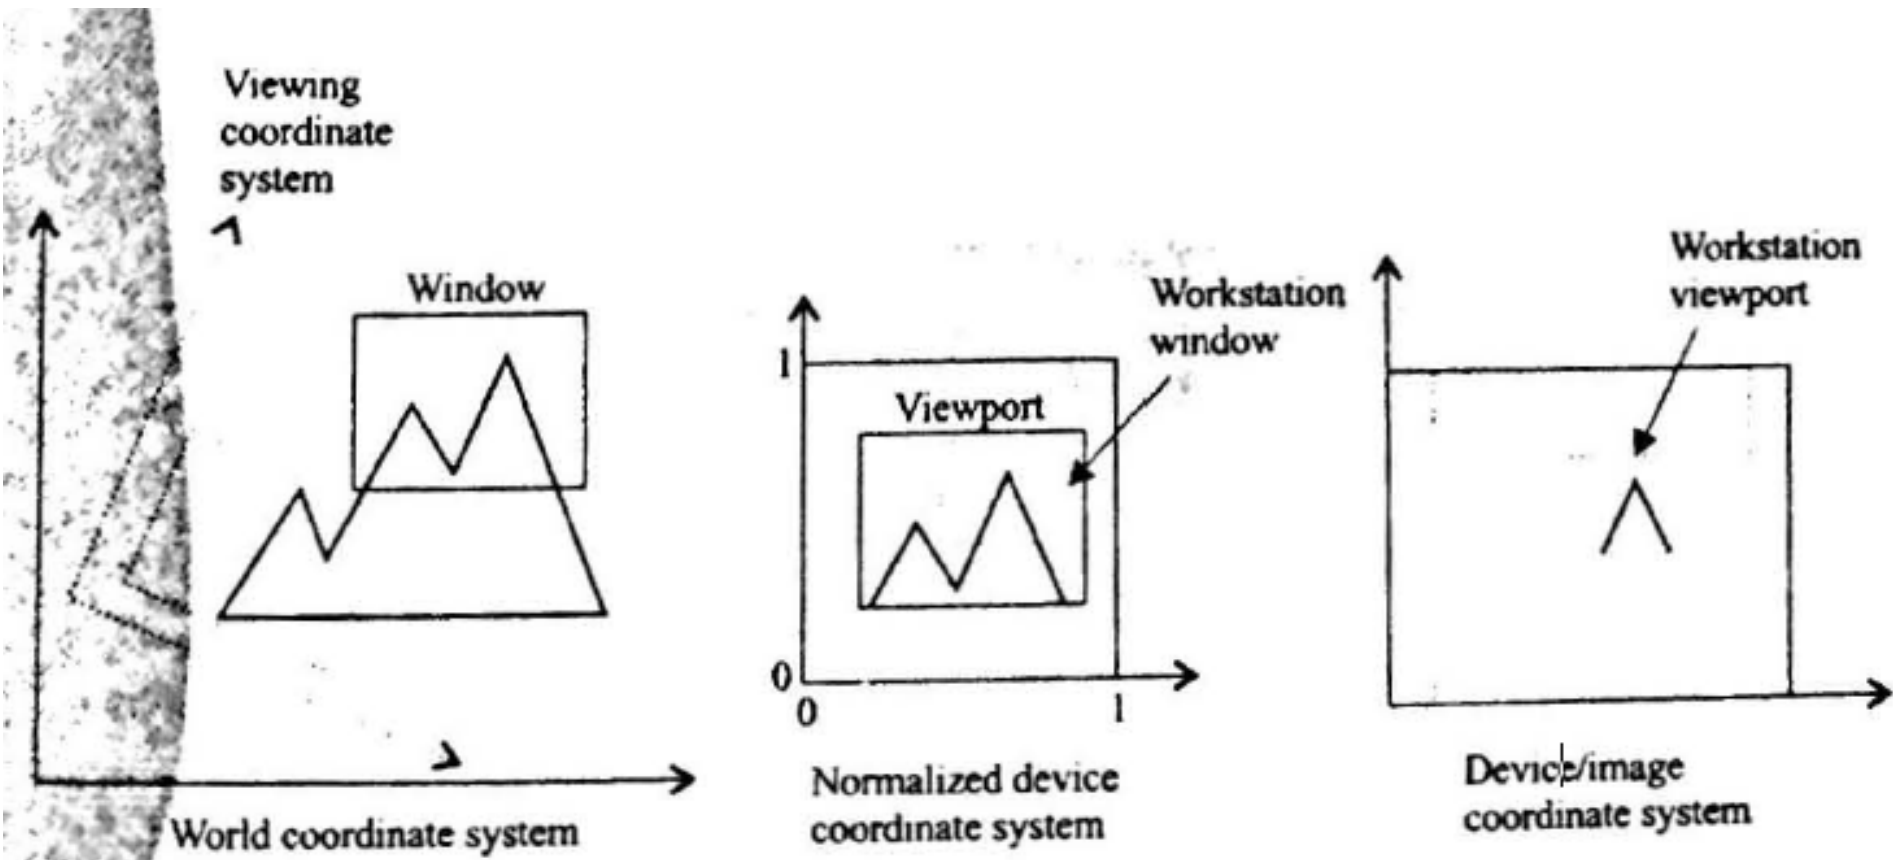 Viewing
coordinate
system
Window
World coordinate system
1
Viewport
Workstation
window
0
0
1
Normalized device
coordinate system
Workstation
viewport
Device/image
coordinate system